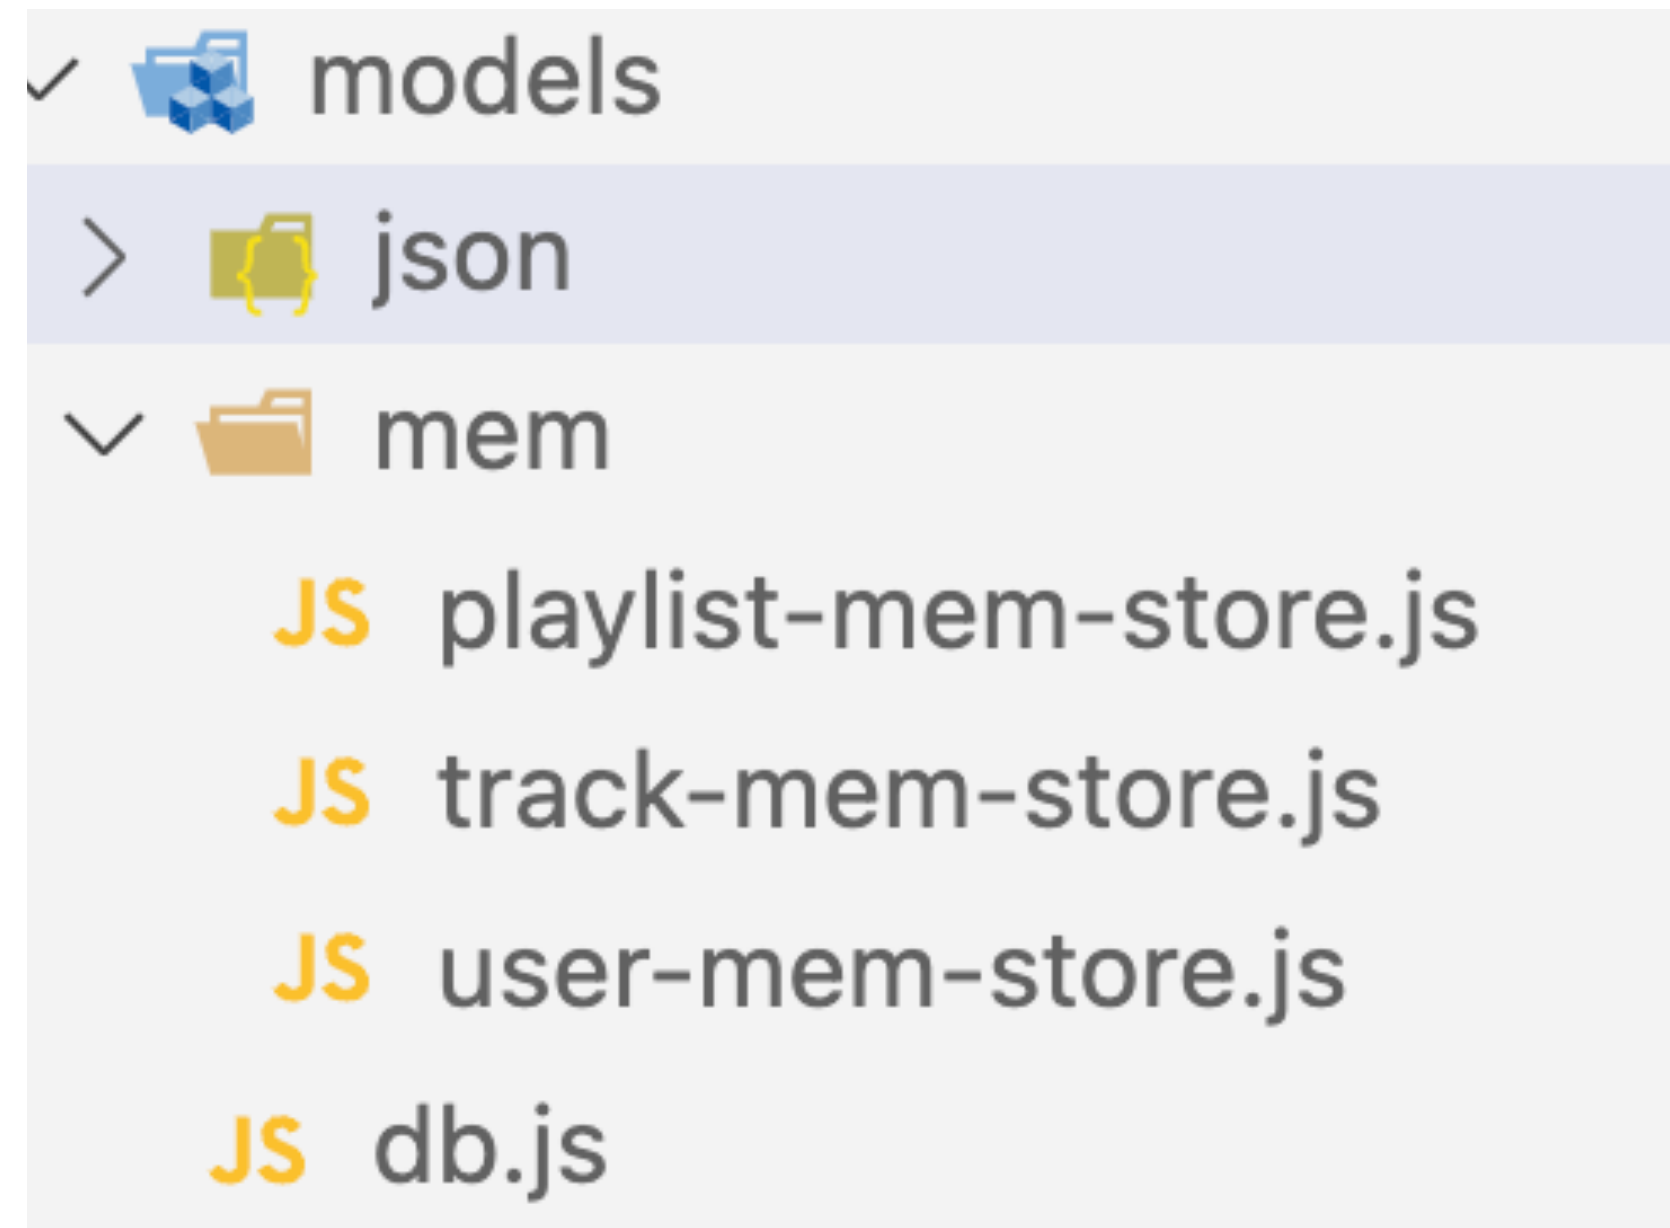 models
json
mem
JS playlist-mem-store.js
JS track-mem-store.js
JS user-mem-store.js
JS db.js